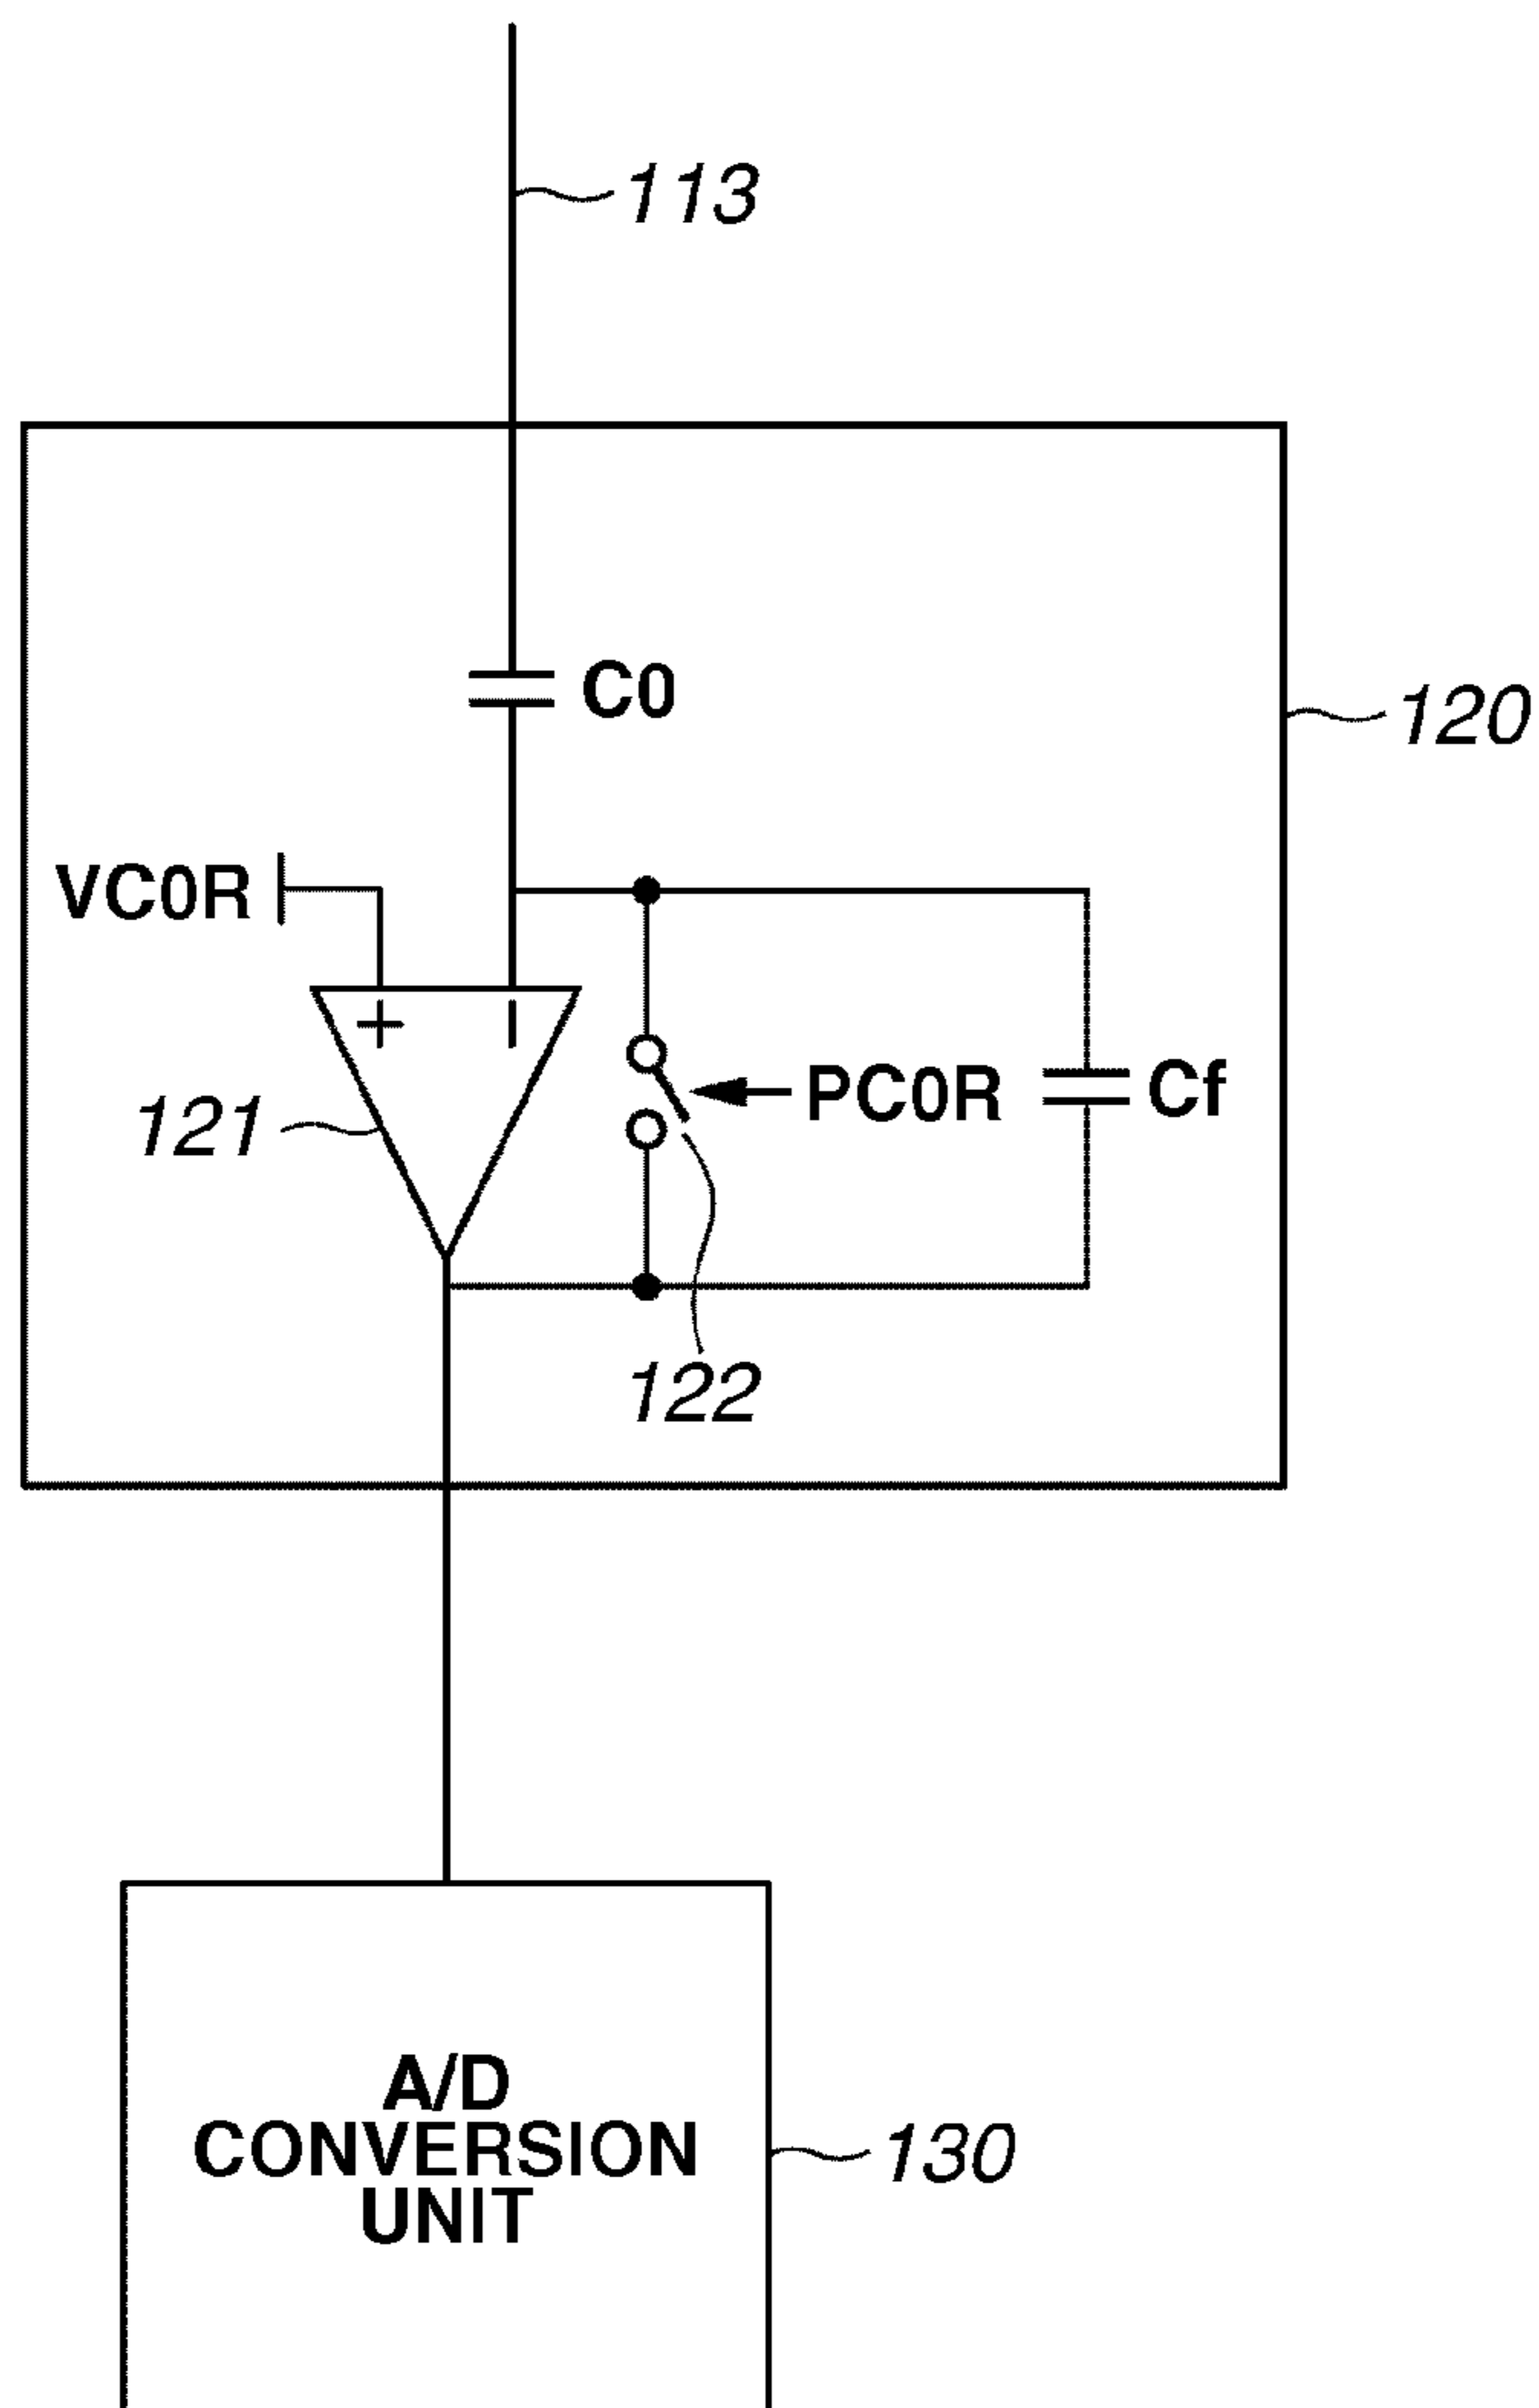 113
C0
120
VC0R
+
−
121
PC0R
Cf
122
A/D
CONVERSION
UNIT
130